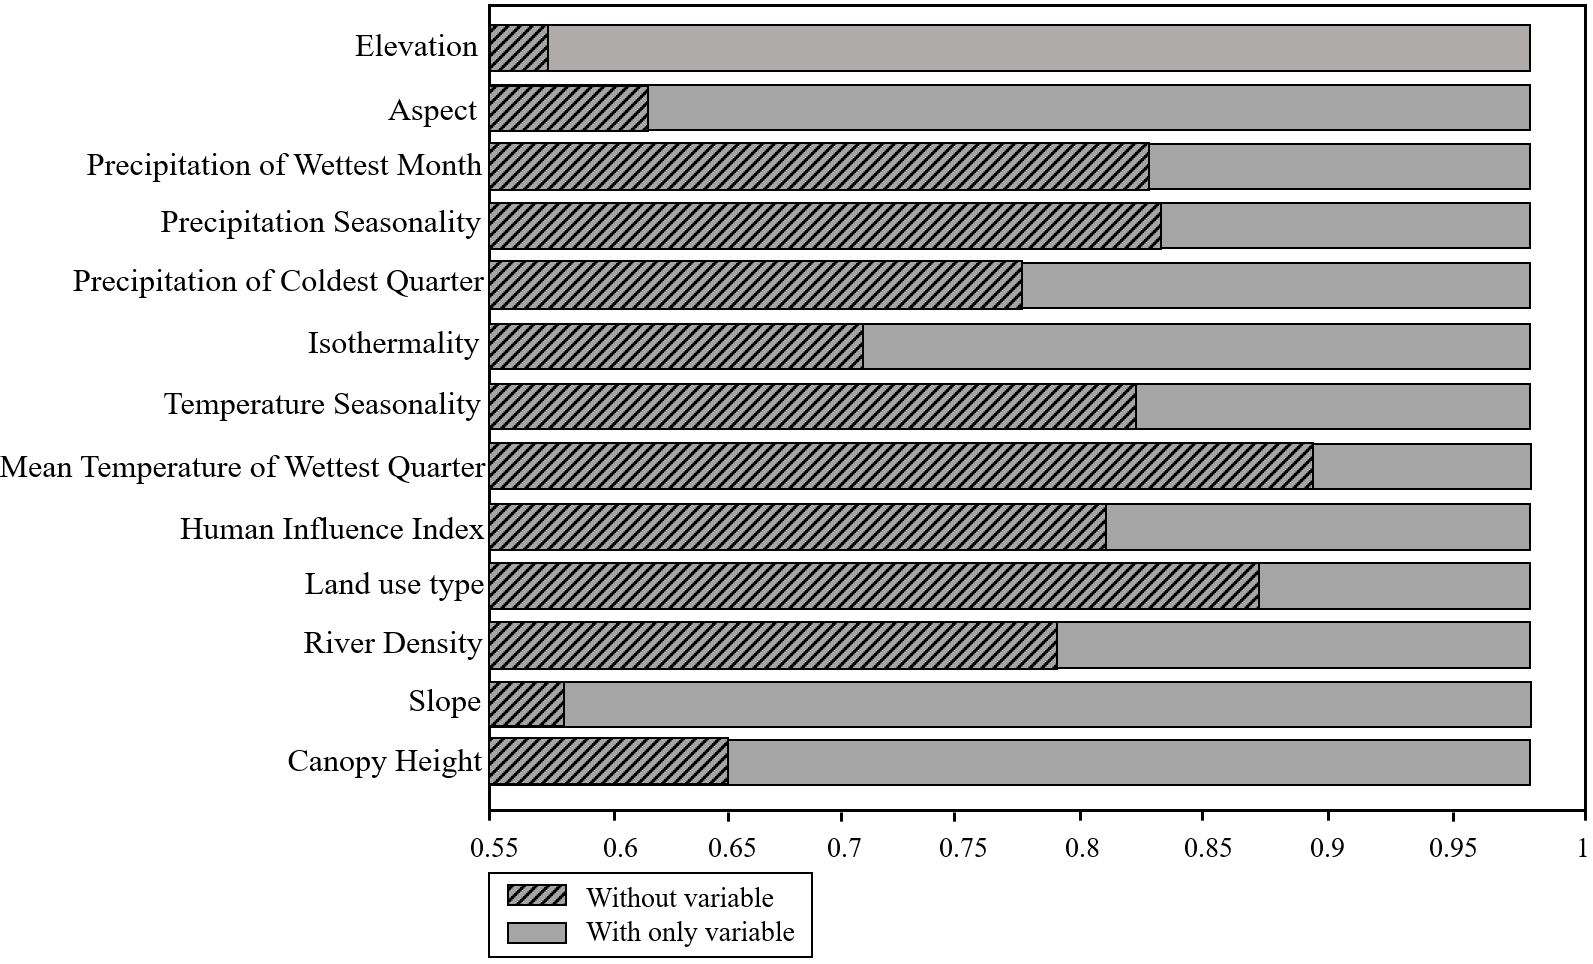 Elevation
Aspect
Precipitation of Wettest Month
Precipitation Seasonality
Precipitation of Coldest Quarter
Isothermality
Temperature Seasonality
Mean Temperature of Wettest Quarter
Human Influence Index
Land use type
River Density
Slope
Canopy Height
0.55 0.6 0.65 0.7 0.75 0.8 0.85 0.9 0.95 1
Without variable
With only variable